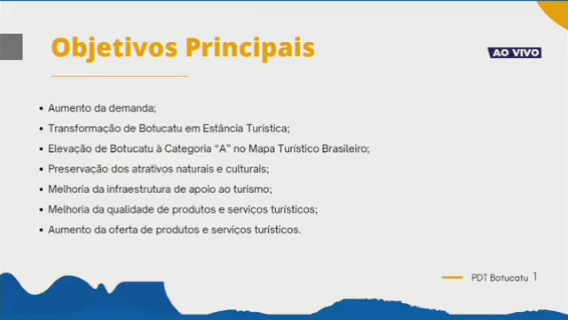 Objetivos Principais
AO VIVO
• Aumento da demanda;
• Transformação de Botucatu em Estância Turística;
• Elevação de Botucatu à Categoria “A” no Mapa Turístico Brasileiro;
• Preservação dos atrativos naturais e culturais;
• Melhoria da infraestrutura de apoio ao turismo;
• Melhoria da qualidade de produtos e serviços turísticos;
• Aumento da oferta de produtos e serviços turísticos.
PDT Botucatu 1